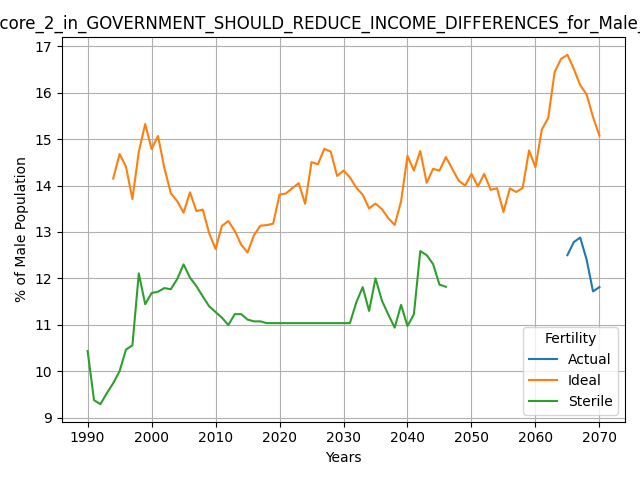 core_2_in_GOVERNMENT_SHOULD_REDUCE_INCOME_DIFFERENCES_for_Male_
17
16
15
14
13
12
11
10
9
% of Male Population
1990 2000 2010 2020 2030 2040 2050 2060 2070
Years
Fertility
Actual
Ideal
Sterile